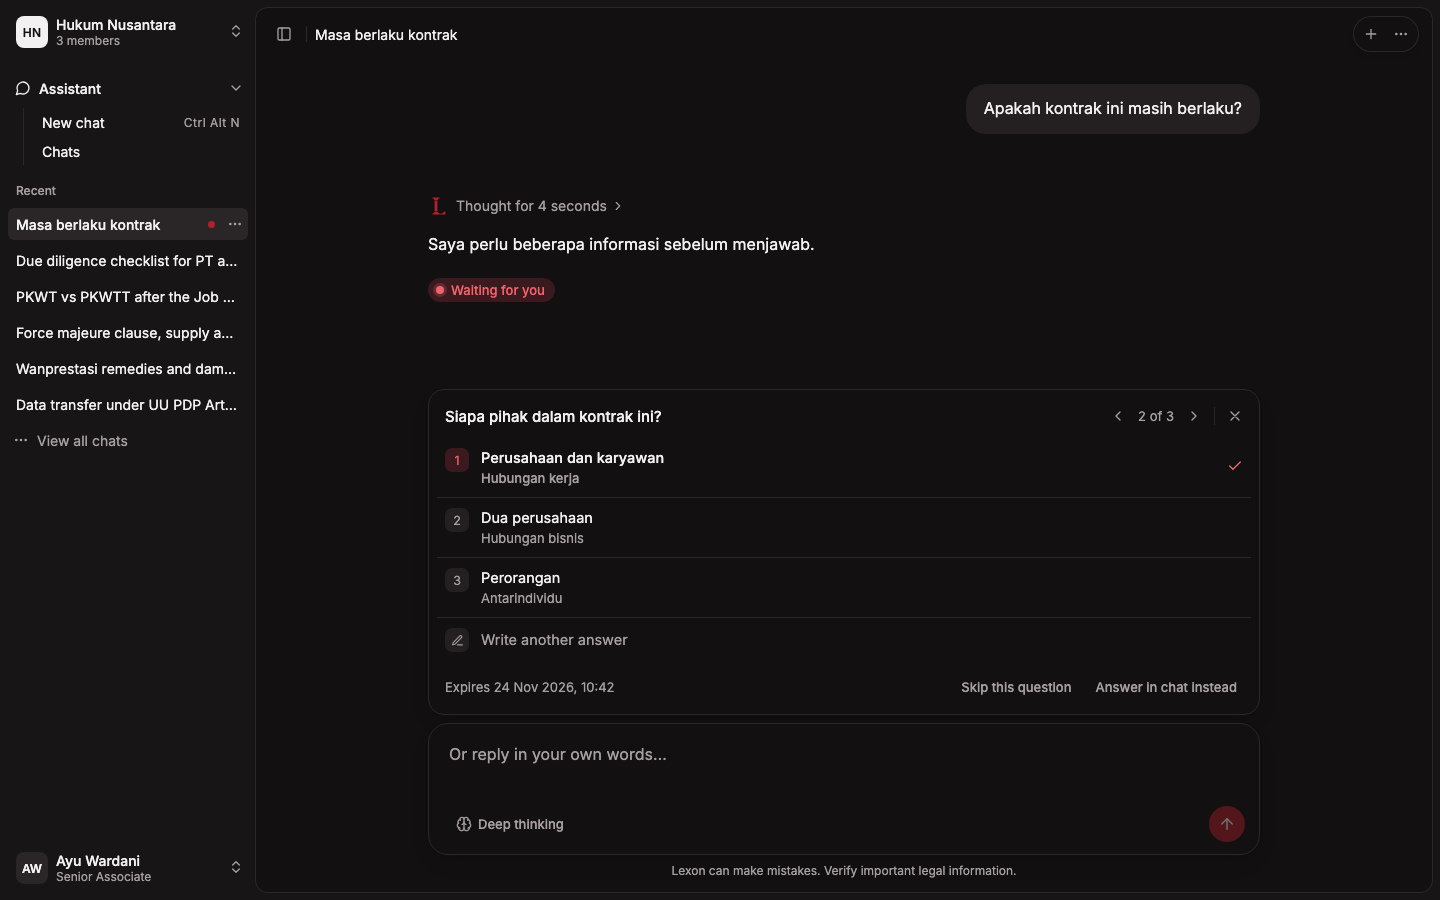 HN
Hukum Nusantara
3 members
Assistant
New chat
Ctrl Alt N
Chats
Recent
Masa berlaku kontrak
Due diligence checklist for PT a...
PKWT vs PKWTT after the Job ...
Force majeure clause, supply a...
Wanprestasi remedies and dam...
Data transfer under UU PDP Art...
View all chats
AW
Ayu Wardani
Senior Associate
Masa berlaku kontrak
Apakah kontrak ini masih berlaku?
L
Thought for 4 seconds
Saya perlu beberapa informasi sebelum menjawab.
Waiting for you
Siapa pihak dalam kontrak ini?
2 of 3
1
Perusahaan dan karyawan
Hubungan kerja
2
Dua perusahaan
Hubungan bisnis
3
Perorangan
Antarindividu
Write another answer
Expires 24 Nov 2026, 10:42
Skip this question
Answer in chat instead
Or reply in your own words...
Deep thinking
Lexon can make mistakes. Verify important legal information.